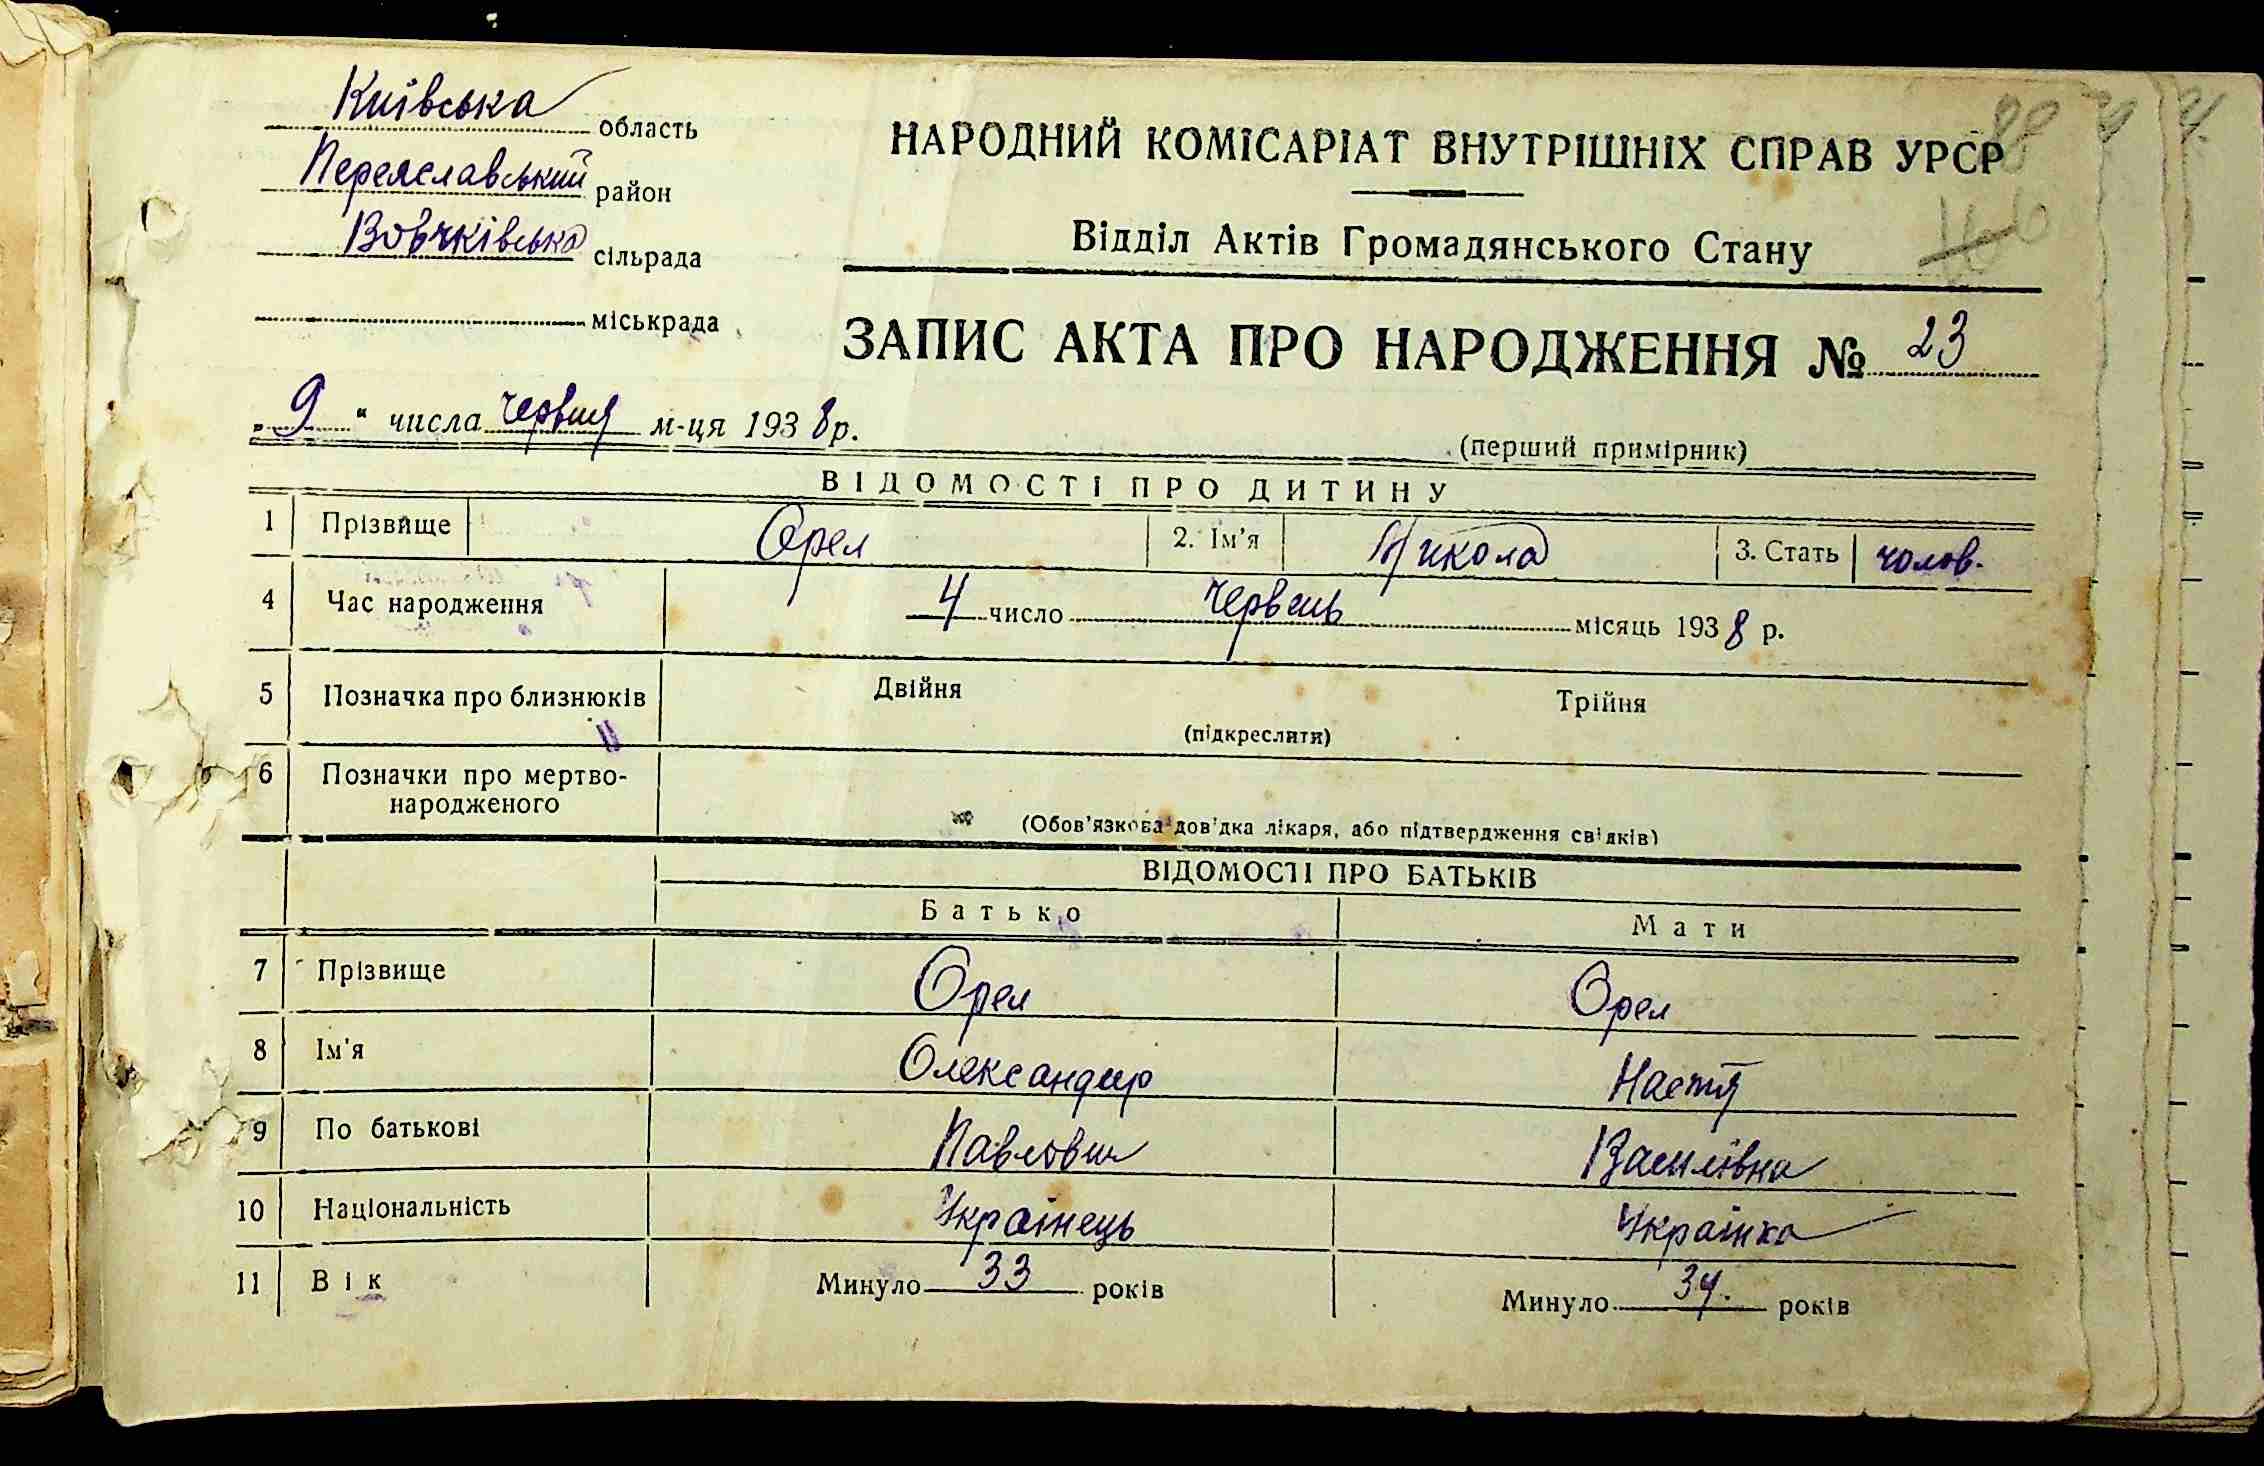 Київська область
Переяславський район
Вовчківська сільрада
міськрада
НАРОДНИЙ КОМІСАРІАТ ВНУТРІШНІХ СПРАВ УРСР
Відділ Актів Громадянського Стану
ЗАПИС АКТА ПРО НАРОДЖЕННЯ № 23
„9“ числа червня м-ця 1938 р.
(перший примірник)
ВІДОМОСТІ ПРО ДИТИНУ
1 Прізвище Орел 2. Ім'я Микола 3. Стать чолов.
4 Час народження 4 число червень місяць 1938 р.
5 Позначка про близнюків Двійня Трійня
(підкреслити)
6 Позначки про мертво-
народженого
(Обов'язкова дов'дка лікаря, або підтвердження свідків)
ВІДОМОСТІ ПРО БАТЬКІВ
Батько Мати
7 Прізвище Орел Орел
8 Ім'я Олександр Настя
9 По батькові Павлович Василівна
10 Національність Українець Українка
11 Вік Минуло 33 років Минуло 34. років